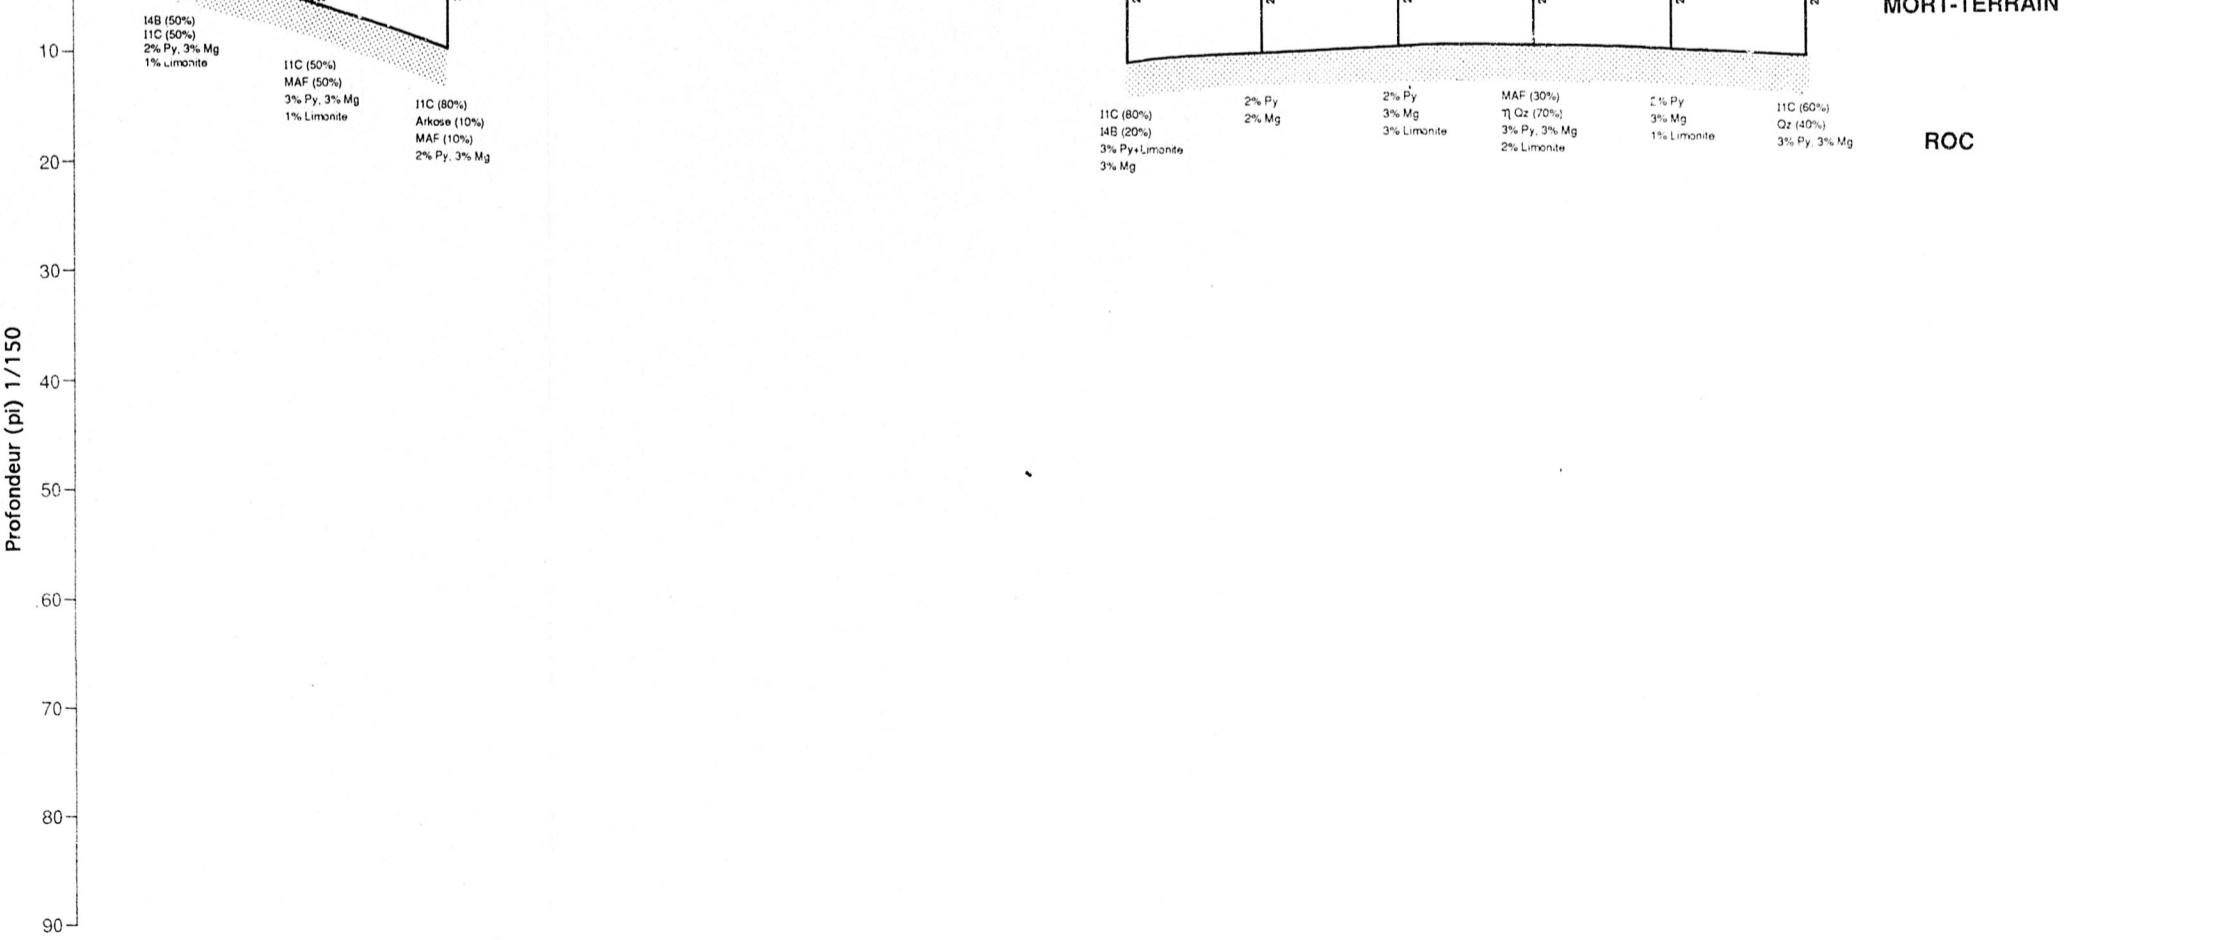 MORT-TERRAIN
14B (50%)
I1C (50%)
2% Py, 3% Mg
1% Limonite
I1C (50%)
MAF (50%)
3% Py, 3% Mg
1% Limonite
I1C (80%)
Arkose (10%)
MAF (10%)
2% Py, 3% Mg
I1C (80%)
14B (20%)
3% Py+Limonite
3% Mg
2% Py
2% Mg
2% Py
3% Mg
3% Limonite
MAF (30%)
η Qz (70%)
3% Py, 3% Mg
2% Limonite
% Py
3% Mg
1% Limonite
I1C (60%)
Qz (40%)
3% Py, 3% Mg
ROC
Profondeur (pi) 1/150
10
20
30
40
50
60
70
80
90